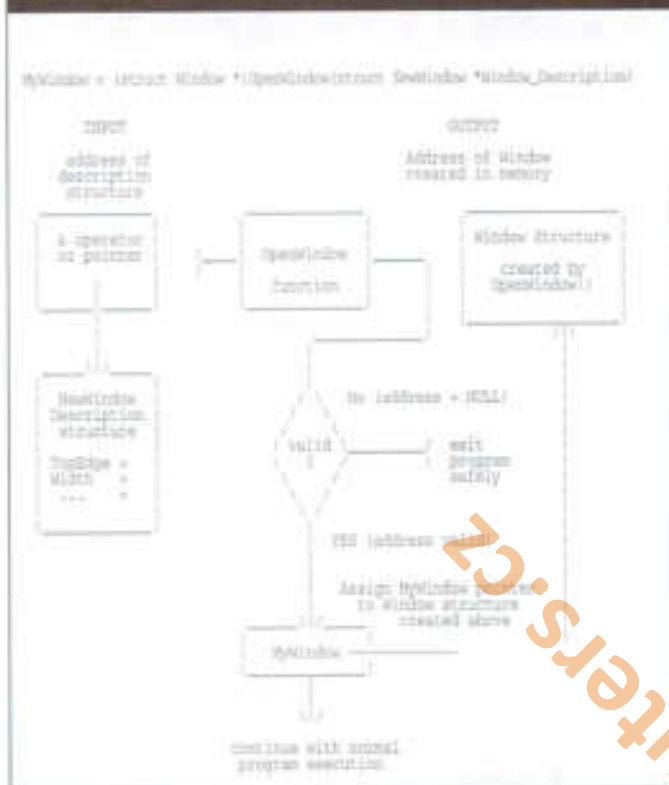 MyWindow = (struct Window *)OpenWindow(struct NewWindow *Window_Description)
INPUT
OUTPUT
address of
description
structure
Address of Window
created in memory
& operator
or pointer
OpenWindow
function
Window Structure
created by
OpenWindow()
NewWindow
Description
structure
TopEdge =
Width =
... =
No (address = NULL)
valid
?
exit
program
safely
YES (address valid)
Assign MyWindow pointer
to Window structure
created above
MyWindow
continue with normal
program execution
ters.cz